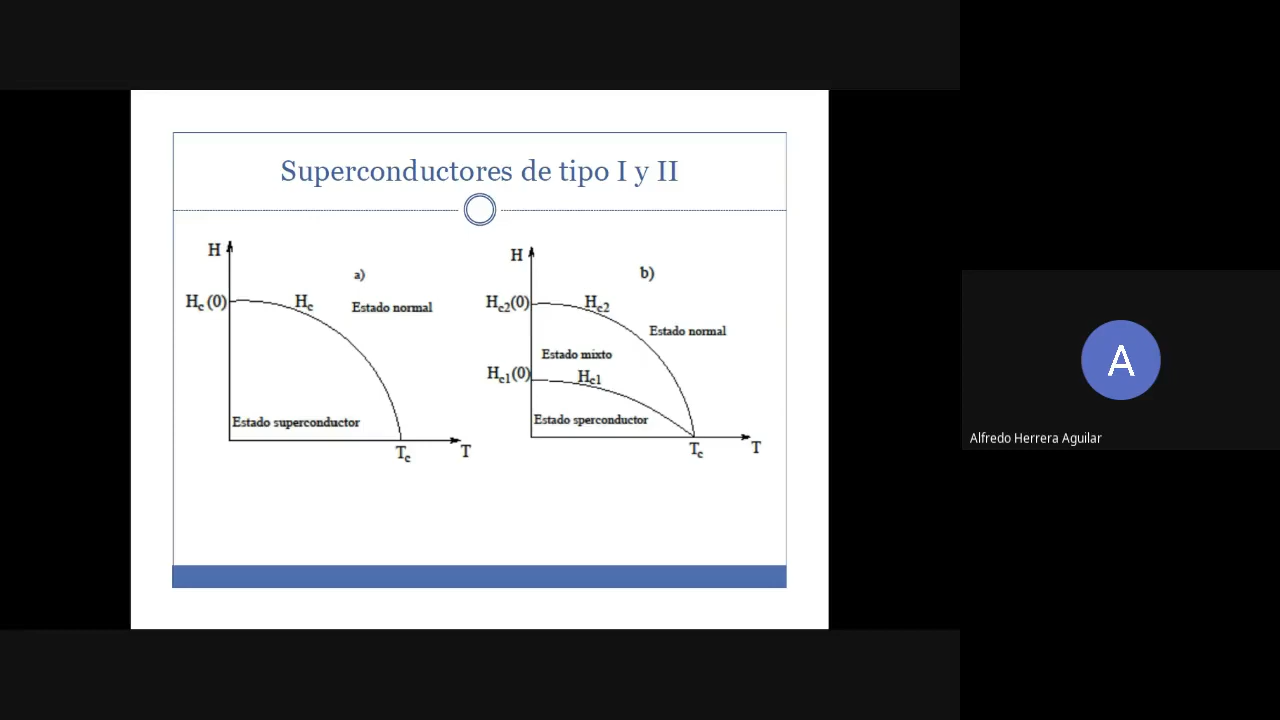 Superconductores de tipo I y II
H
a)
Hc (0)
Hc
Estado normal
Estado superconductor
Tc
T
H
b)
Hc2(0)
Hc2
Estado normal
Estado mixto
Hc1(0)
Hc1
Estado sperconductor
Tc
T
A
Alfredo Herrera Aguilar